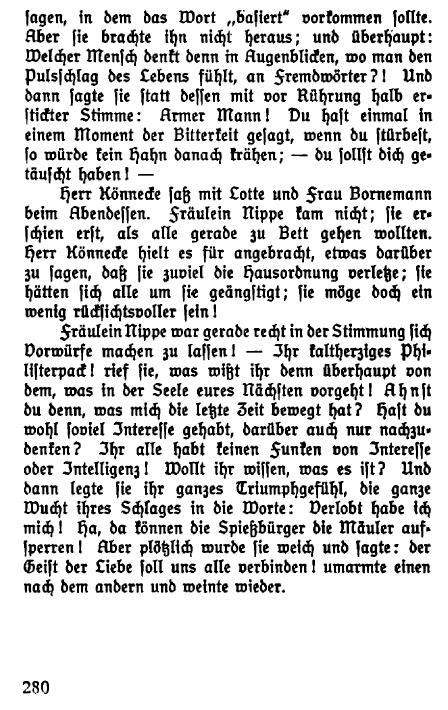 sagen, in dem das Wort „basiert“ vorkommen sollte.
Aber sie brachte ihn nicht heraus; und überhaupt:
Welcher Mensch denkt denn in Augenblicken, wo man den
Pulsschlag des Lebens fühlt, an Fremdwörter?! Und
dann sagte sie statt dessen mit vor Rührung halb er-
stickter Stimme: Armer Mann! Du hast einmal in
einem Moment der Bitterkeit gesagt, wenn du stürbest,
so würde kein Hahn danach krähen; — du sollst dich ge-
täuscht haben! —
Herr Könnecke saß mit Lotte und Frau Bornemann
beim Abendessen. Fräulein Nippe kam nicht; sie er-
schien erst, als alle gerade zu Bett gehen wollten.
Herr Könnecke hielt es für angebracht, etwas darüber
zu sagen, daß sie zuviel die Hausordnung verletze; sie
hätten sich alle um sie geängstigt; sie möge doch ein
wenig rücksichtsvoller sein!
Fräulein Nippe war gerade recht in der Stimmung sich
Vorwürfe machen zu lassen! — Ihr kaltherziges Phi-
listerpack! rief sie, was wißt ihr denn überhaupt von
dem, was in der Seele eures Nächsten vorgeht! Ahnst
du denn, was mich die letzte Zeit bewegt hat? Hast du
wohl soviel Interesse gehabt, darüber auch nur nachzu-
denken? Ihr alle habt keinen Funken von Interesse
oder Intelligenz! Wollt ihr wissen, was es ist? Und
dann legte sie ihr ganzes Triumphgefühl, die ganze
Wucht ihres Schlages in die Worte: Verlobt habe ich
mich! Ha, da können die Spießbürger die Mäuler auf-
sperren! Aber plötzlich wurde sie weich und sagte: der
Geist der Liebe soll uns alle verbinden! umarmte einen
nach dem andern und weinte wieder.
280